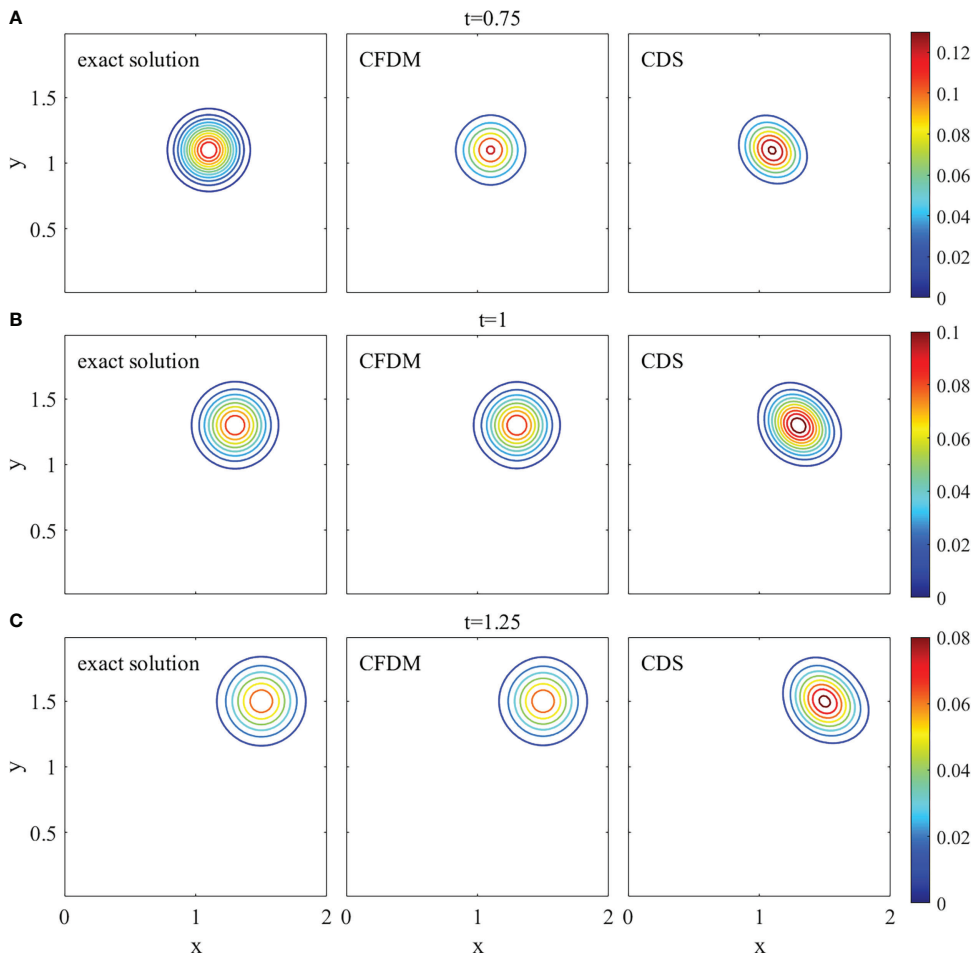 A
t=0.75
exact solution
CFDM
CDS
y
1.5
1
0.5
0.12
0.1
0.08
0.06
0.04
0.02
0
B
t=1
exact solution
CFDM
CDS
y
1.5
1
0.5
0.1
0.08
0.06
0.04
0.02
0
C
t=1.25
exact solution
CFDM
CDS
y
1.5
1
0.5
0.08
0.06
0.04
0.02
0
0 1 2 0 1 2 0 1 2
x x x